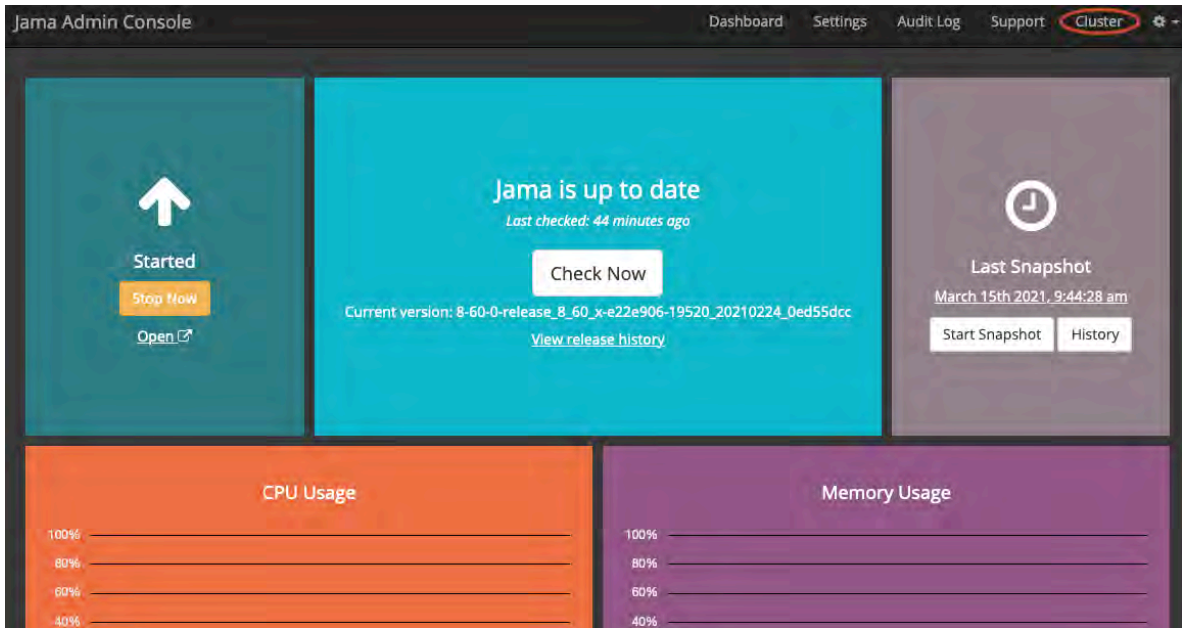 Jama Admin Console
Dashboard Settings Audit Log Support Cluster
Started
Stop Now
Open
Jama is up to date
Last checked: 44 minutes ago
Check Now
Current version: 8-60-0-release_8_60_x-e22e906-19520_20210224_0ed55dcc
View release history
Last Snapshot
March 15th 2021, 9:44:28 am
Start Snapshot History
CPU Usage
100%
80%
60%
40%
Memory Usage
100%
80%
60%
40%